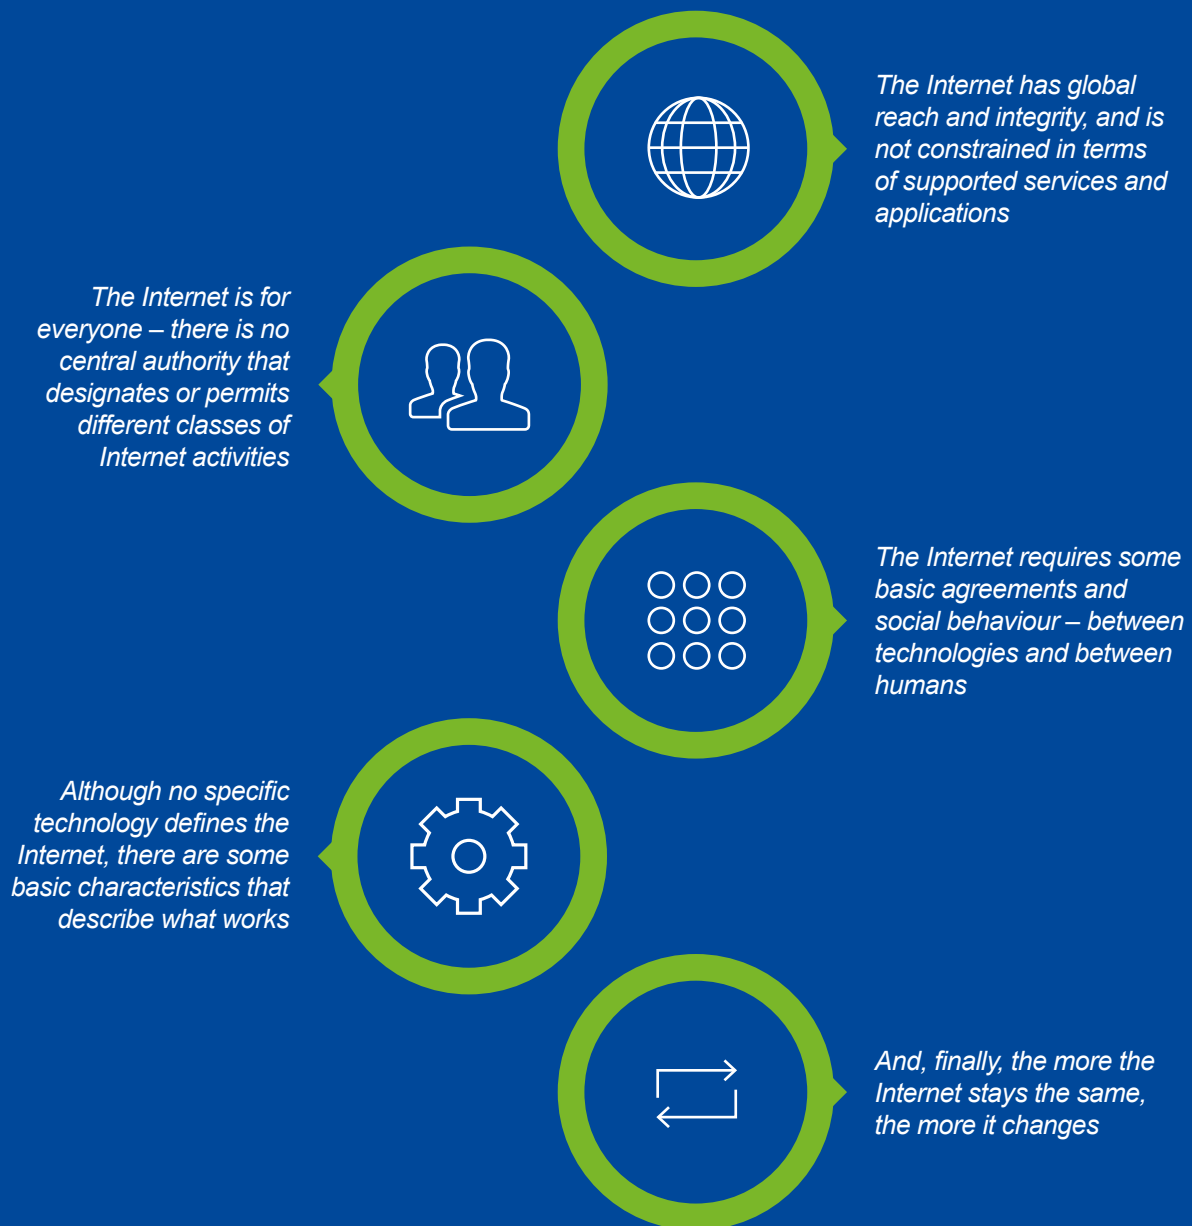 The Internet has global
reach and integrity, and is
not constrained in terms
of supported services and
applications
The Internet is for
everyone – there is no
central authority that
designates or permits
different classes of
Internet activities
The Internet requires some
basic agreements and
social behaviour – between
technologies and between
humans
Although no specific
technology defines the
Internet, there are some
basic characteristics that
describe what works
And, finally, the more the
Internet stays the same,
the more it changes